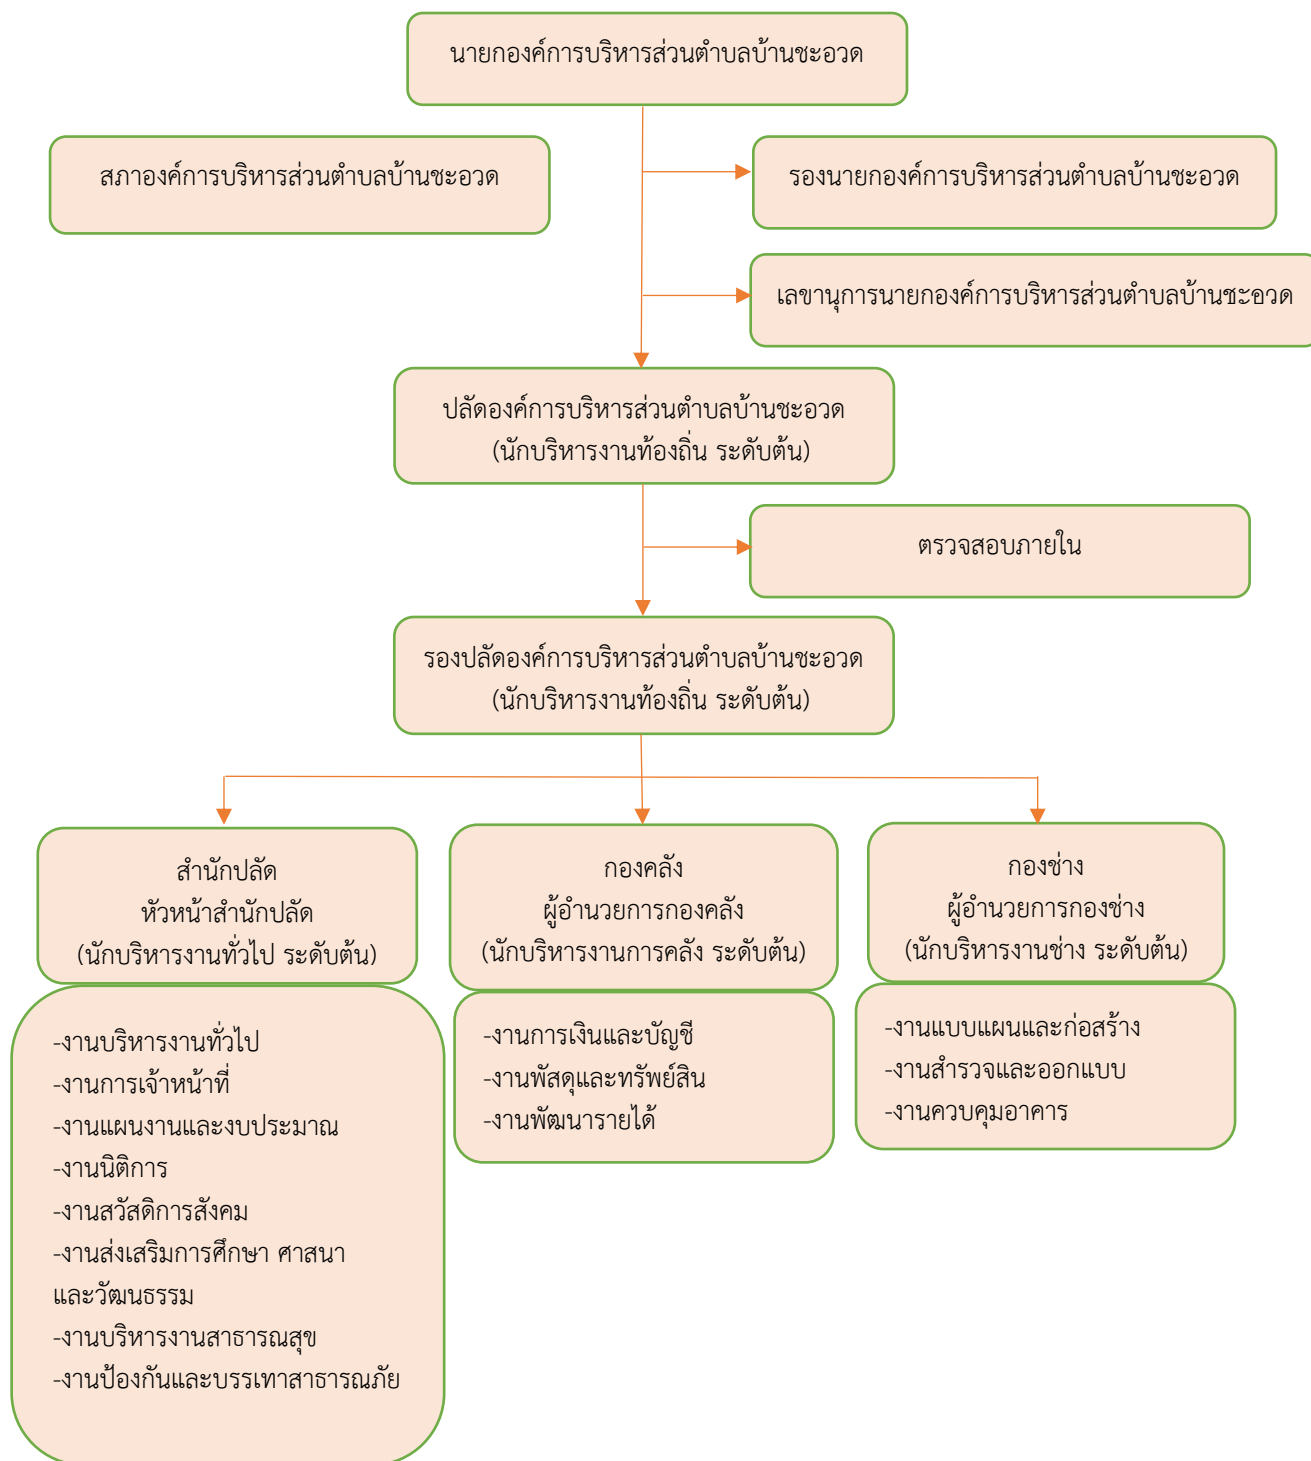 นายกองค์การบริหารส่วนตำบลบ้านชะอวด
สภาองค์การบริหารส่วนตำบลบ้านชะอวด
รองนายกองค์การบริหารส่วนตำบลบ้านชะอวด
เลขานุการนายกองค์การบริหารส่วนตำบลบ้านชะอวด
ปลัดองค์การบริหารส่วนตำบลบ้านชะอวด
(นักบริหารงานท้องถิ่น ระดับต้น)
ตรวจสอบภายใน
รองปลัดองค์การบริหารส่วนตำบลบ้านชะอวด
(นักบริหารงานท้องถิ่น ระดับต้น)
สำนักปลัด
หัวหน้าสำนักปลัด
(นักบริหารงานทั่วไป ระดับต้น)
-งานบริหารงานทั่วไป
-งานการเจ้าหน้าที่
-งานแผนงานและงบประมาณ
-งานนิติการ
-งานสวัสดิการสังคม
-งานส่งเสริมการศึกษา ศาสนา
และวัฒนธรรม
-งานบริหารงานสาธารณสุข
-งานป้องกันและบรรเทาสาธารณภัย
กองคลัง
ผู้อำนวยการกองคลัง
(นักบริหารงานการคลัง ระดับต้น)
-งานการเงินและบัญชี
-งานพัสดุและทรัพย์สิน
-งานพัฒนารายได้
กองช่าง
ผู้อำนวยการกองช่าง
(นักบริหารงานช่าง ระดับต้น)
-งานแบบแผนและก่อสร้าง
-งานสำรวจและออกแบบ
-งานควบคุมอาคาร